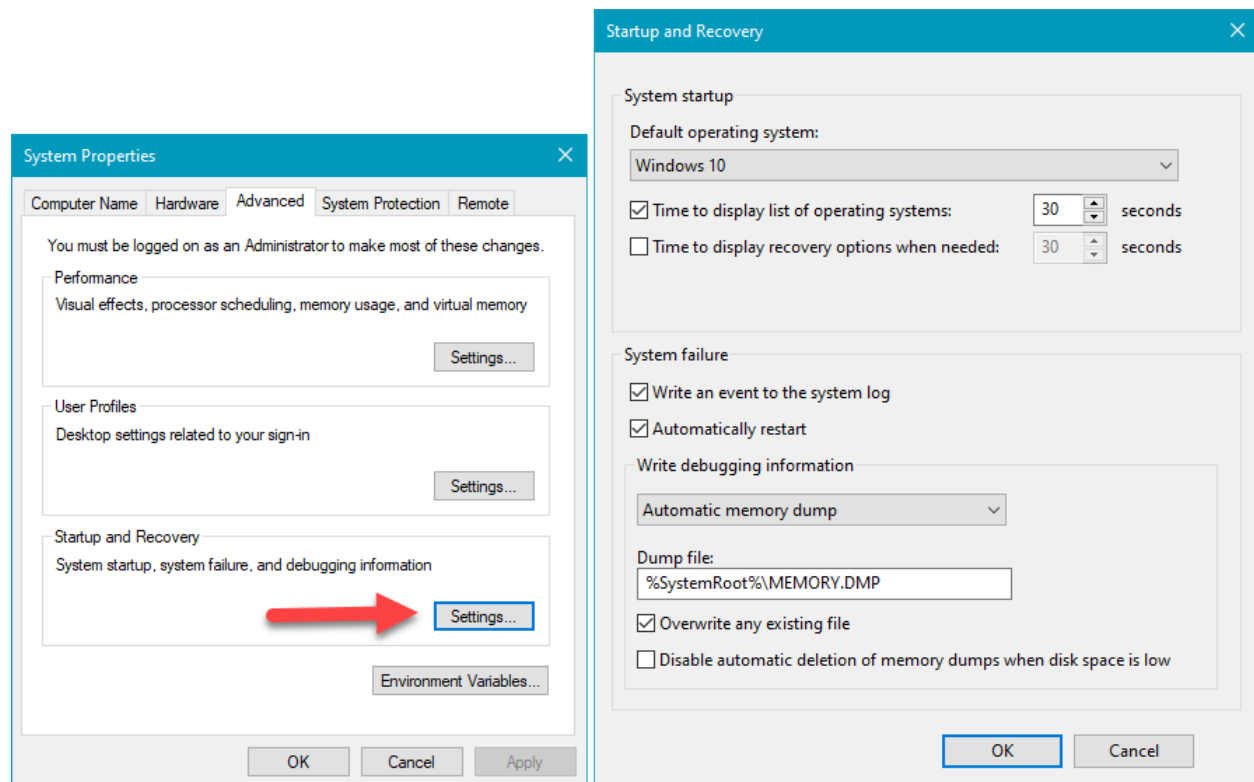 System Properties
Computer Name Hardware Advanced System Protection Remote
You must be logged on as an Administrator to make most of these changes.
Performance
Visual effects, processor scheduling, memory usage, and virtual memory
Settings...
User Profiles
Desktop settings related to your sign-in
Settings...
Startup and Recovery
System startup, system failure, and debugging information
Settings...
Environment Variables...
OK Cancel Apply
Startup and Recovery
System startup
Default operating system:
Windows 10
Time to display list of operating systems: 30 seconds
Time to display recovery options when needed: 30 seconds
System failure
Write an event to the system log
Automatically restart
Write debugging information
Automatic memory dump
Dump file:
%SystemRoot%\MEMORY.DMP
Overwrite any existing file
Disable automatic deletion of memory dumps when disk space is low
OK Cancel